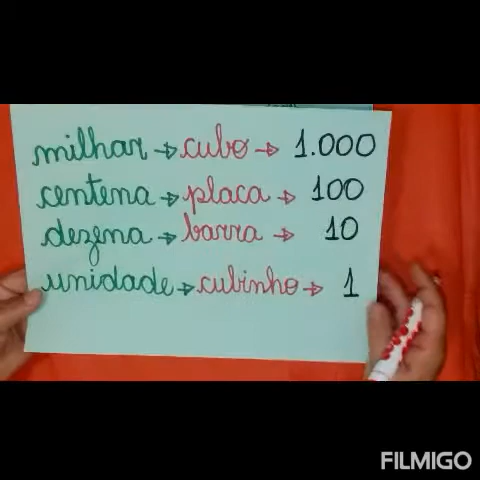 milhar → cubo → 1.000
centena → placa → 100
dezena → barra → 10
unidade → cubinho → 1
FILMIGO